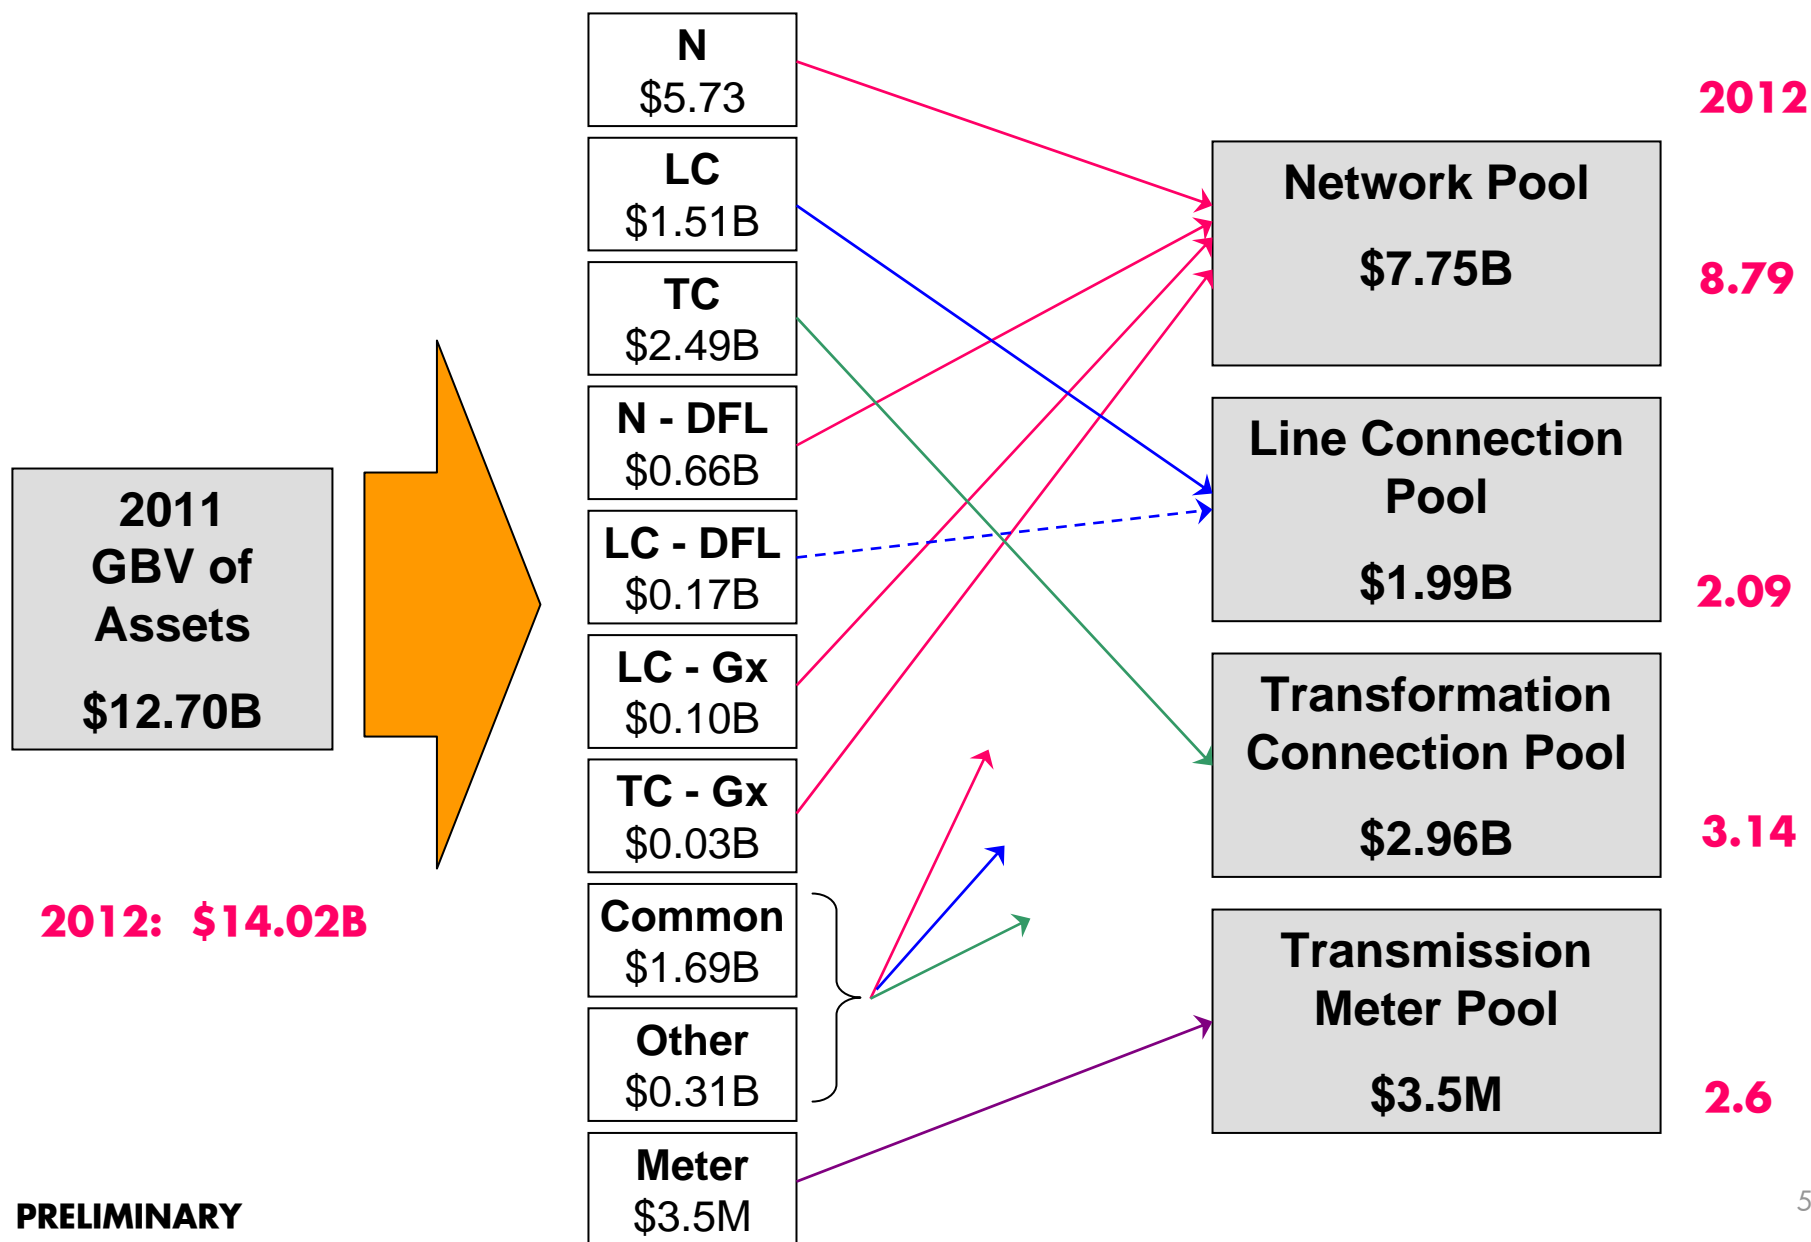 2011
GBV of
Assets
$12.70B
2012: $14.02B
N
$5.73
LC
$1.51B
TC
$2.49B
N - DFL
$0.66B
LC - DFL
$0.17B
LC - Gx
$0.10B
TC - Gx
$0.03B
Common
$1.69B
Other
$0.31B
Meter
$3.5M
2012
Network Pool
$7.75B
8.79
Line Connection
Pool
$1.99B
2.09
Transformation
Connection Pool
$2.96B
3.14
Transmission
Meter Pool
$3.5M
2.6
PRELIMINARY
5